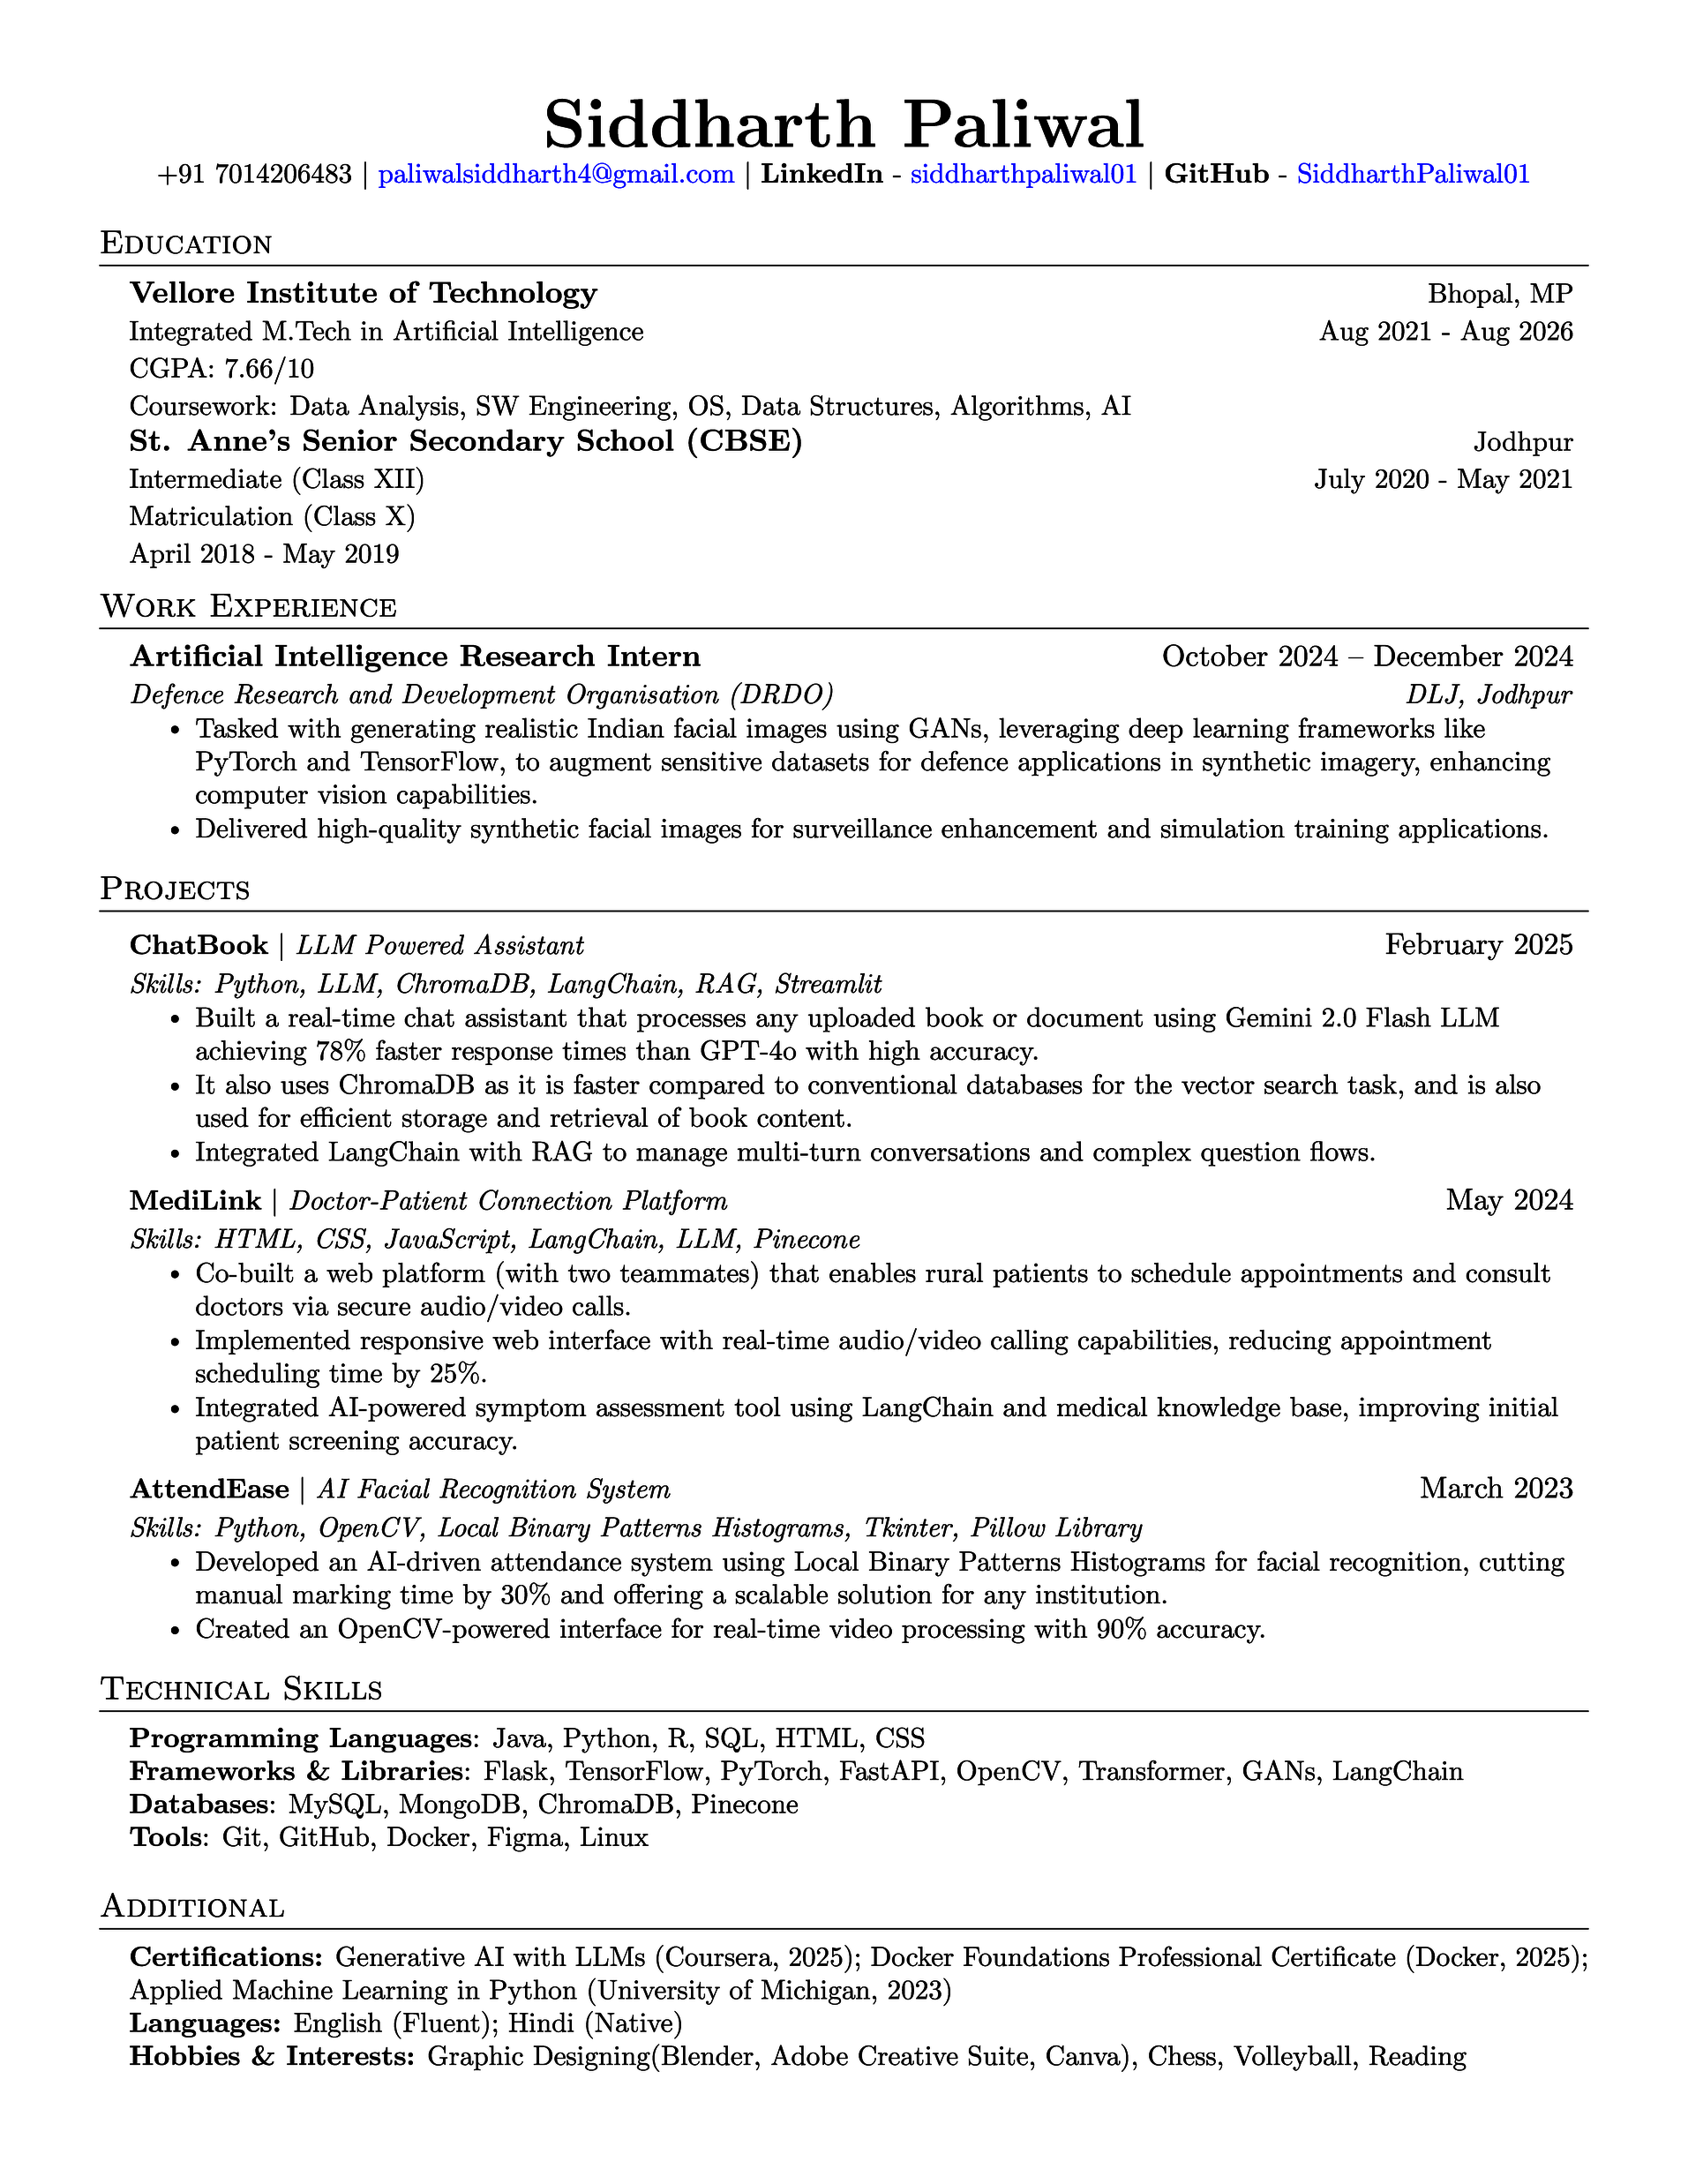 Siddharth Paliwal
+91 7014206483 | paliwalsiddharth4@gmail.com | LinkedIn - siddharthpaliwal01 | GitHub - SiddharthPaliwal01
Education
Vellore Institute of Technology Bhopal, MP
Integrated M.Tech in Artificial Intelligence Aug 2021 - Aug 2026
CGPA: 7.66/10
Coursework: Data Analysis, SW Engineering, OS, Data Structures, Algorithms, AI
St. Anne's Senior Secondary School (CBSE) Jodhpur
Intermediate (Class XII) July 2020 - May 2021
Matriculation (Class X)
April 2018 - May 2019
Work Experience
Artificial Intelligence Research Intern October 2024 – December 2024
Defence Research and Development Organisation (DRDO) DLJ, Jodhpur
• Tasked with generating realistic Indian facial images using GANs, leveraging deep learning frameworks like
PyTorch and TensorFlow, to augment sensitive datasets for defence applications in synthetic imagery, enhancing
computer vision capabilities.
• Delivered high-quality synthetic facial images for surveillance enhancement and simulation training applications.
Projects
ChatBook | LLM Powered Assistant February 2025
Skills: Python, LLM, ChromaDB, LangChain, RAG, Streamlit
• Built a real-time chat assistant that processes any uploaded book or document using Gemini 2.0 Flash LLM
achieving 78% faster response times than GPT-4o with high accuracy.
• It also uses ChromaDB as it is faster compared to conventional databases for the vector search task, and is also
used for efficient storage and retrieval of book content.
• Integrated LangChain with RAG to manage multi-turn conversations and complex question flows.
MediLink | Doctor-Patient Connection Platform May 2024
Skills: HTML, CSS, JavaScript, LangChain, LLM, Pinecone
• Co-built a web platform (with two teammates) that enables rural patients to schedule appointments and consult
doctors via secure audio/video calls.
• Implemented responsive web interface with real-time audio/video calling capabilities, reducing appointment
scheduling time by 25%.
• Integrated AI-powered symptom assessment tool using LangChain and medical knowledge base, improving initial
patient screening accuracy.
AttendEase | AI Facial Recognition System March 2023
Skills: Python, OpenCV, Local Binary Patterns Histograms, Tkinter, Pillow Library
• Developed an AI-driven attendance system using Local Binary Patterns Histograms for facial recognition, cutting
manual marking time by 30% and offering a scalable solution for any institution.
• Created an OpenCV-powered interface for real-time video processing with 90% accuracy.
Technical Skills
Programming Languages: Java, Python, R, SQL, HTML, CSS
Frameworks & Libraries: Flask, TensorFlow, PyTorch, FastAPI, OpenCV, Transformer, GANs, LangChain
Databases: MySQL, MongoDB, ChromaDB, Pinecone
Tools: Git, GitHub, Docker, Figma, Linux
Additional
Certifications: Generative AI with LLMs (Coursera, 2025); Docker Foundations Professional Certificate (Docker, 2025);
Applied Machine Learning in Python (University of Michigan, 2023)
Languages: English (Fluent); Hindi (Native)
Hobbies & Interests: Graphic Designing(Blender, Adobe Creative Suite, Canva), Chess, Volleyball, Reading